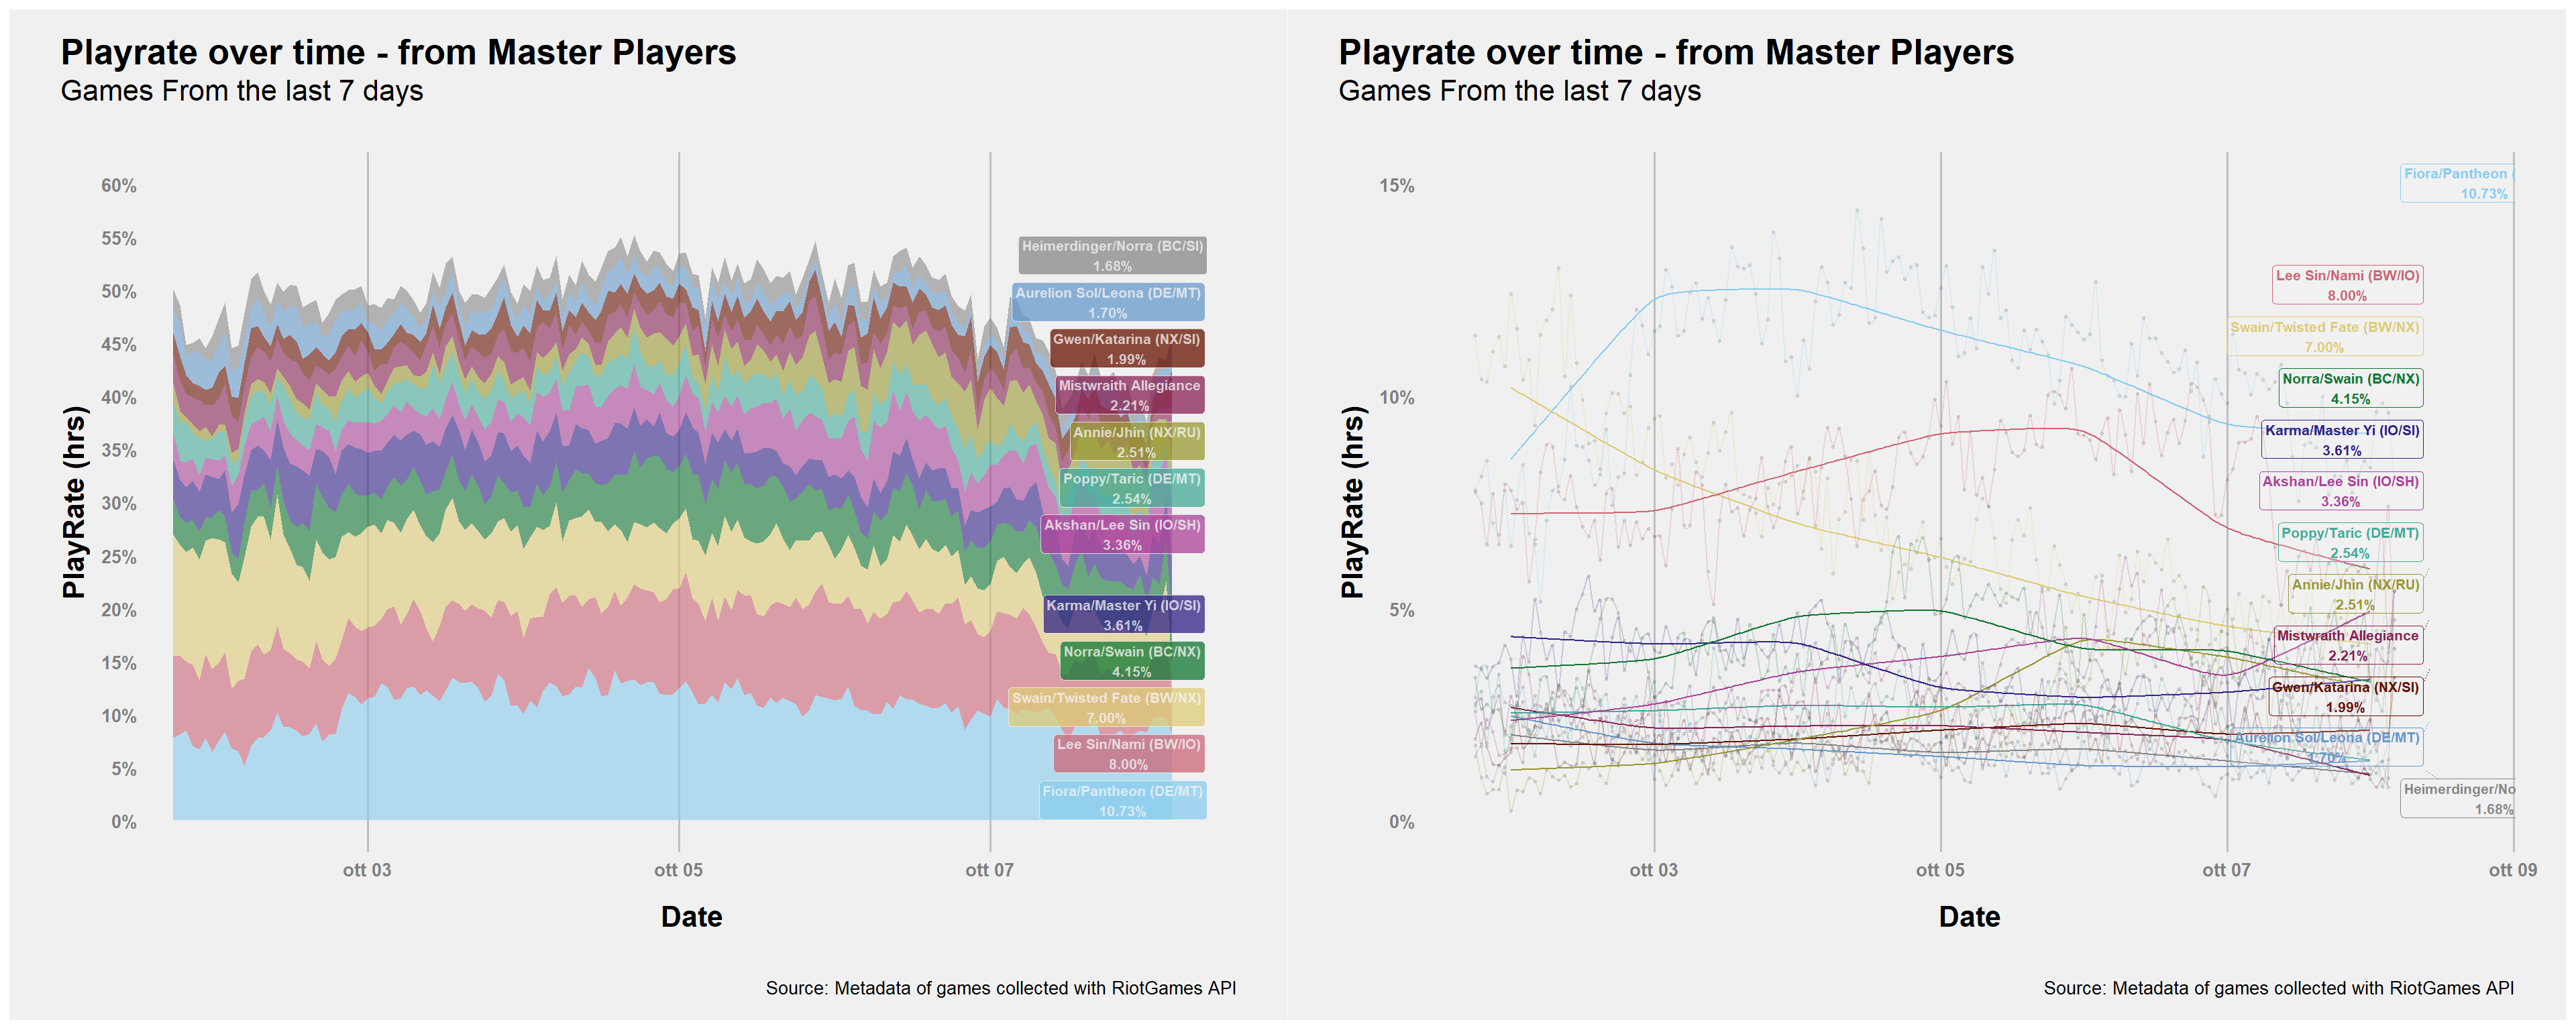 Playrate over time - from Master Players
Games From the last 7 days
PlayRate (hrs)
60%
55%
50%
45%
40%
35%
30%
25%
20%
15%
10%
5%
0%
Heimerdinger/Norra (BC/SI)
1.68%
Aurelion Sol/Leona (DE/MT)
1.70%
Gwen/Katarina (NX/SI)
1.99%
Mistwraith Allegiance
2.21%
Annie/Jhin (NX/RU)
2.51%
Poppy/Taric (DE/MT)
2.54%
Akshan/Lee Sin (IO/SH)
3.36%
Karma/Master Yi (IO/SI)
3.61%
Norra/Swain (BC/NX)
4.15%
Swain/Twisted Fate (BW/NX)
7.00%
Lee Sin/Nami (BW/IO)
8.00%
Fiora/Pantheon (DE/MT)
10.73%
ott 03
ott 05
ott 07
Date
Source: Metadata of games collected with RiotGames API
Playrate over time - from Master Players
Games From the last 7 days
PlayRate (hrs)
15%
10%
5%
0%
Fiora/Pantheon (
10.73%
Lee Sin/Nami (BW/IO)
8.00%
Swain/Twisted Fate (BW/NX)
7.00%
Norra/Swain (BC/NX)
4.15%
Karma/Master Yi (IO/SI)
3.61%
Akshan/Lee Sin (IO/SH)
3.36%
Poppy/Taric (DE/MT)
2.54%
Annie/Jhin (NX/RU)
2.51%
Mistwraith Allegiance
2.21%
Gwen/Katarina (NX/SI)
1.99%
Aurelion Sol/Leona (DE/MT)
1.70%
Heimerdinger/No
1.68%
ott 03
ott 05
ott 07
ott 09
Date
Source: Metadata of games collected with RiotGames API